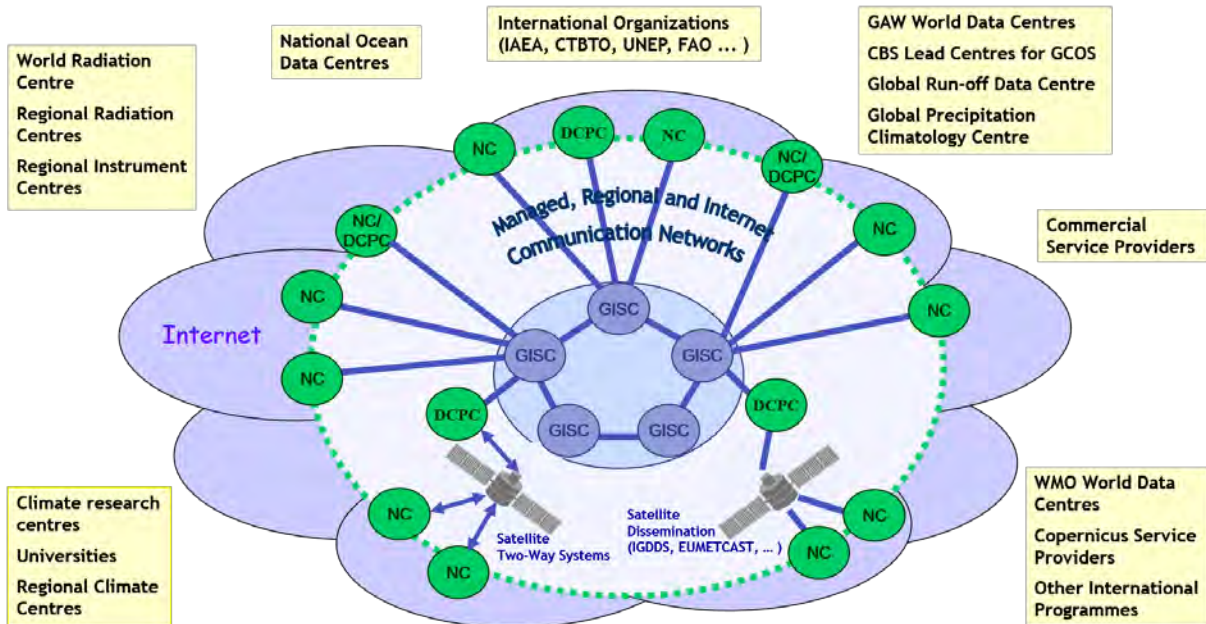 International Organizations
(IAEA, CTBTO, UNEP, FAO ... )
GAW World Data Centres
CBS Lead Centres for GCOS
Global Run-off Data Centre
Global Precipitation
Climatology Centre
National Ocean
Data Centres
World Radiation
Centre
Regional Radiation
Centres
Regional Instrument
Centres
NC
DCPC
NC
NC/
DCPC
NC/
DCPC
NC
Managed, Regional and Internet
Communication Networks
Commercial
Service Providers
NC
NC
Internet
GISC
GISC
GISC
NC
DCPC
DCPC
GISC
GISC
Climate research
centres
Universities
Regional Climate
Centres
NC
NC
Satellite
Two-Way Systems
Satellite
Dissemination
(IGDDS, EUMETCAST, ... )
NC
NC
WMO World Data
Centres
Copernicus Service
Providers
Other International
Programmes